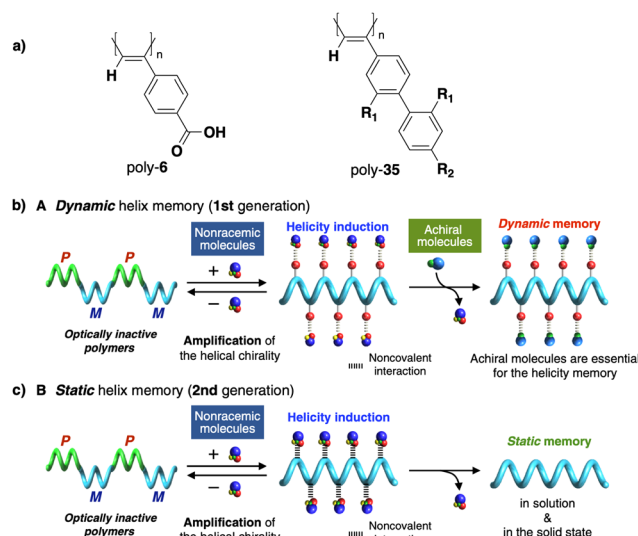 a)
n
H
OH
O
poly-6
n
H
R1
R1
R2
poly-35
b) A Dynamic helix memory (1st generation)
Nonracemic
molecules
Helicity induction
Achiral
molecules
Dynamic memory
P P
+
−
M M
Optically inactive
polymers
Amplification of
the helical chirality
Noncovalent
interaction
Achiral molecules are essential
for the helicity memory
c) B Static helix memory (2nd generation)
Nonracemic
molecules
Helicity induction
P P
+
−
M M
Static memory
in solution
&
in the solid state
Optically inactive
polymers
Amplification of
the helical chirality
Noncovalent